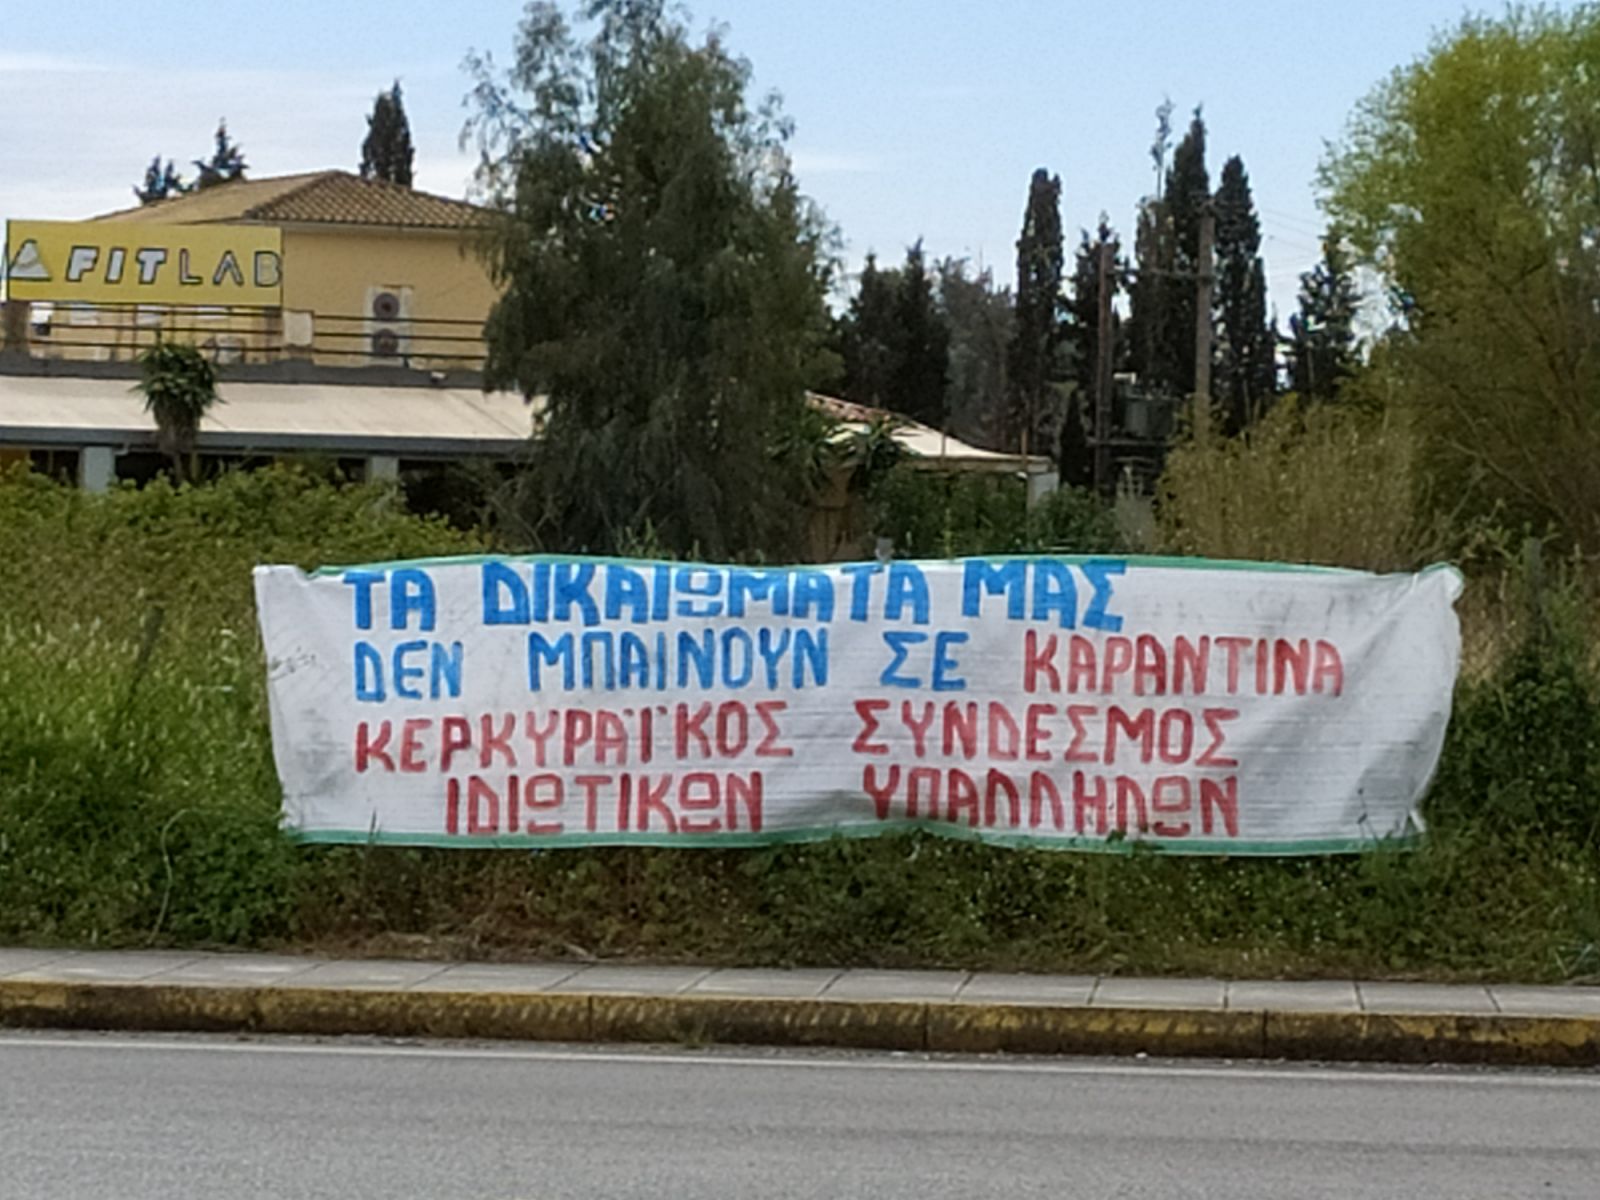 FITLAB
ΤΑ ΔΙΚΑΙΩΜΑΤΑ ΜΑΣ
ΔΕΝ ΜΠΑΙΝΟΥΝ ΣΕ ΚΑΡΑΝΤΙΝΑ
ΚΕΡΚΥΡΑΪΚΟΣ ΣΥΝΔΕΣΜΟΣ
ΙΔΙΩΤΙΚΩΝ ΥΠΑΛΛΗΛΩΝ